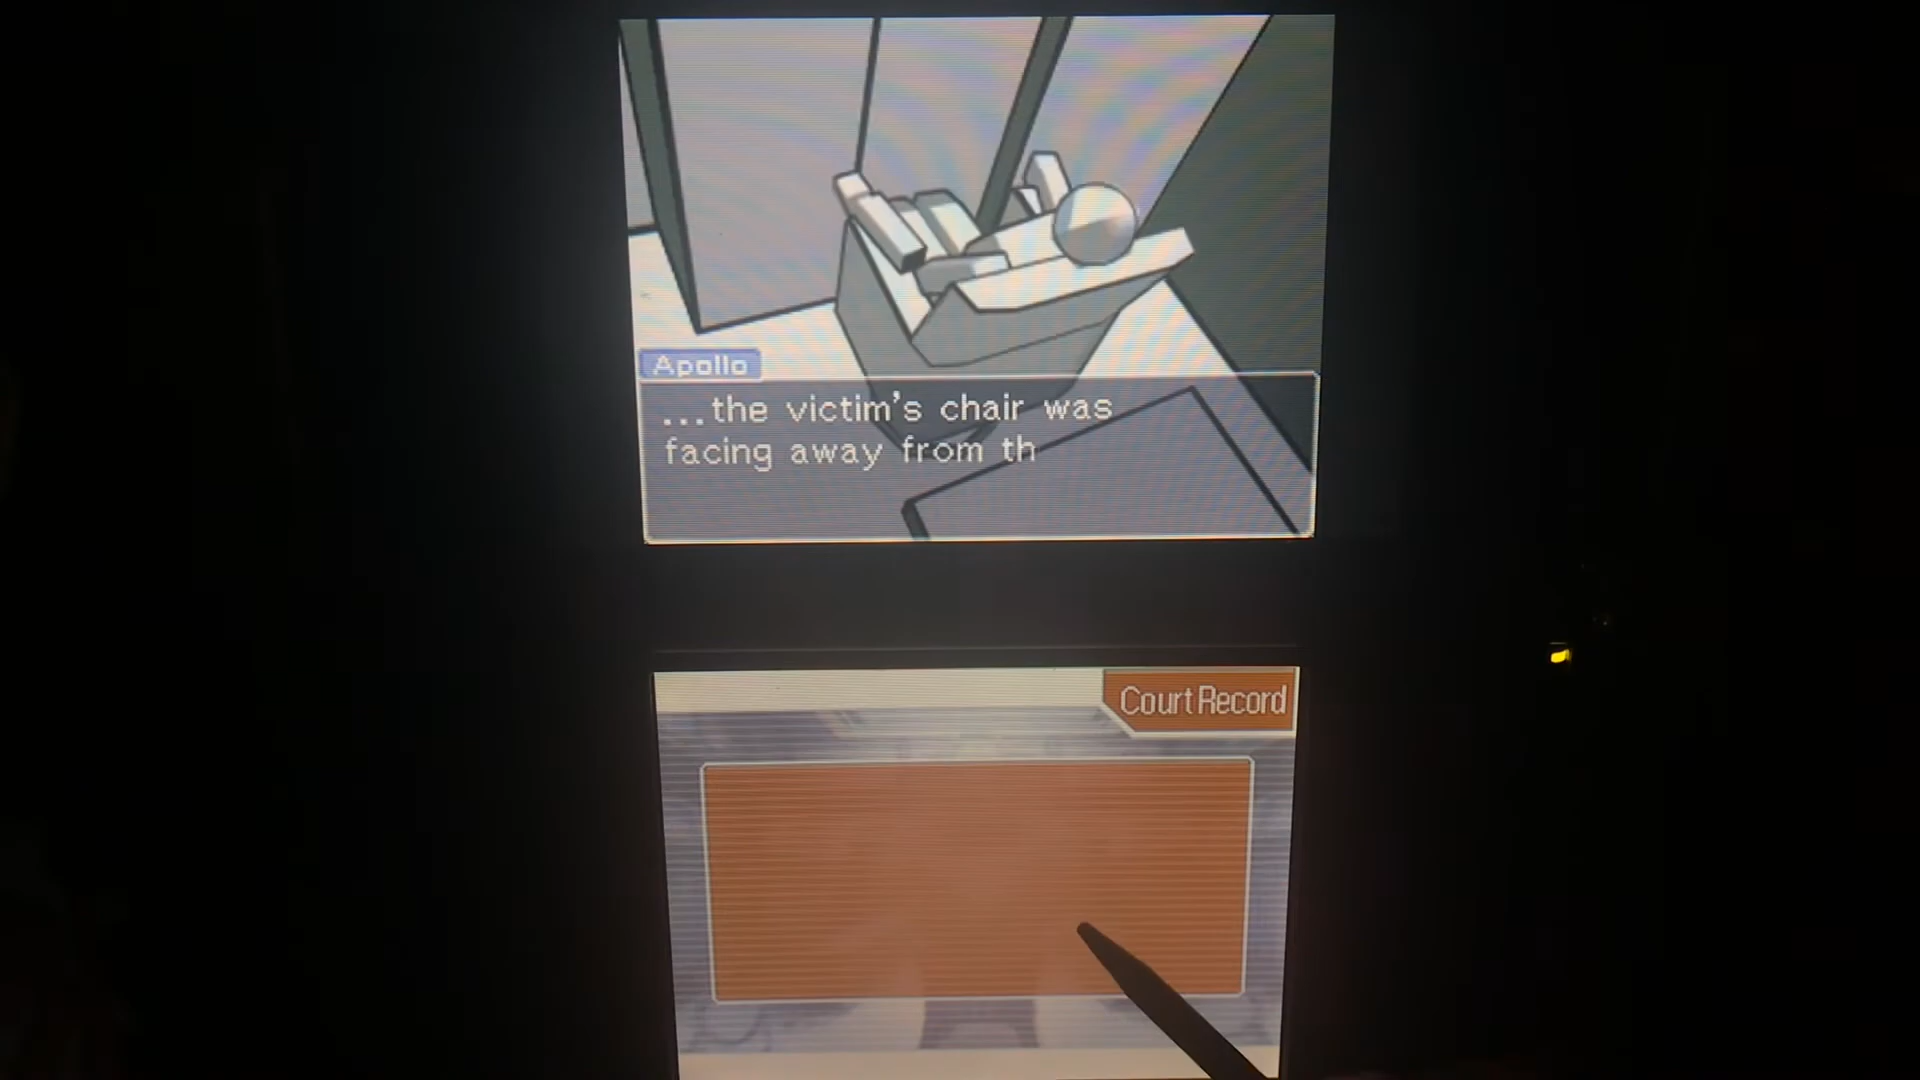 Apollo
...the victim's chair was
facing away from th
Court Record